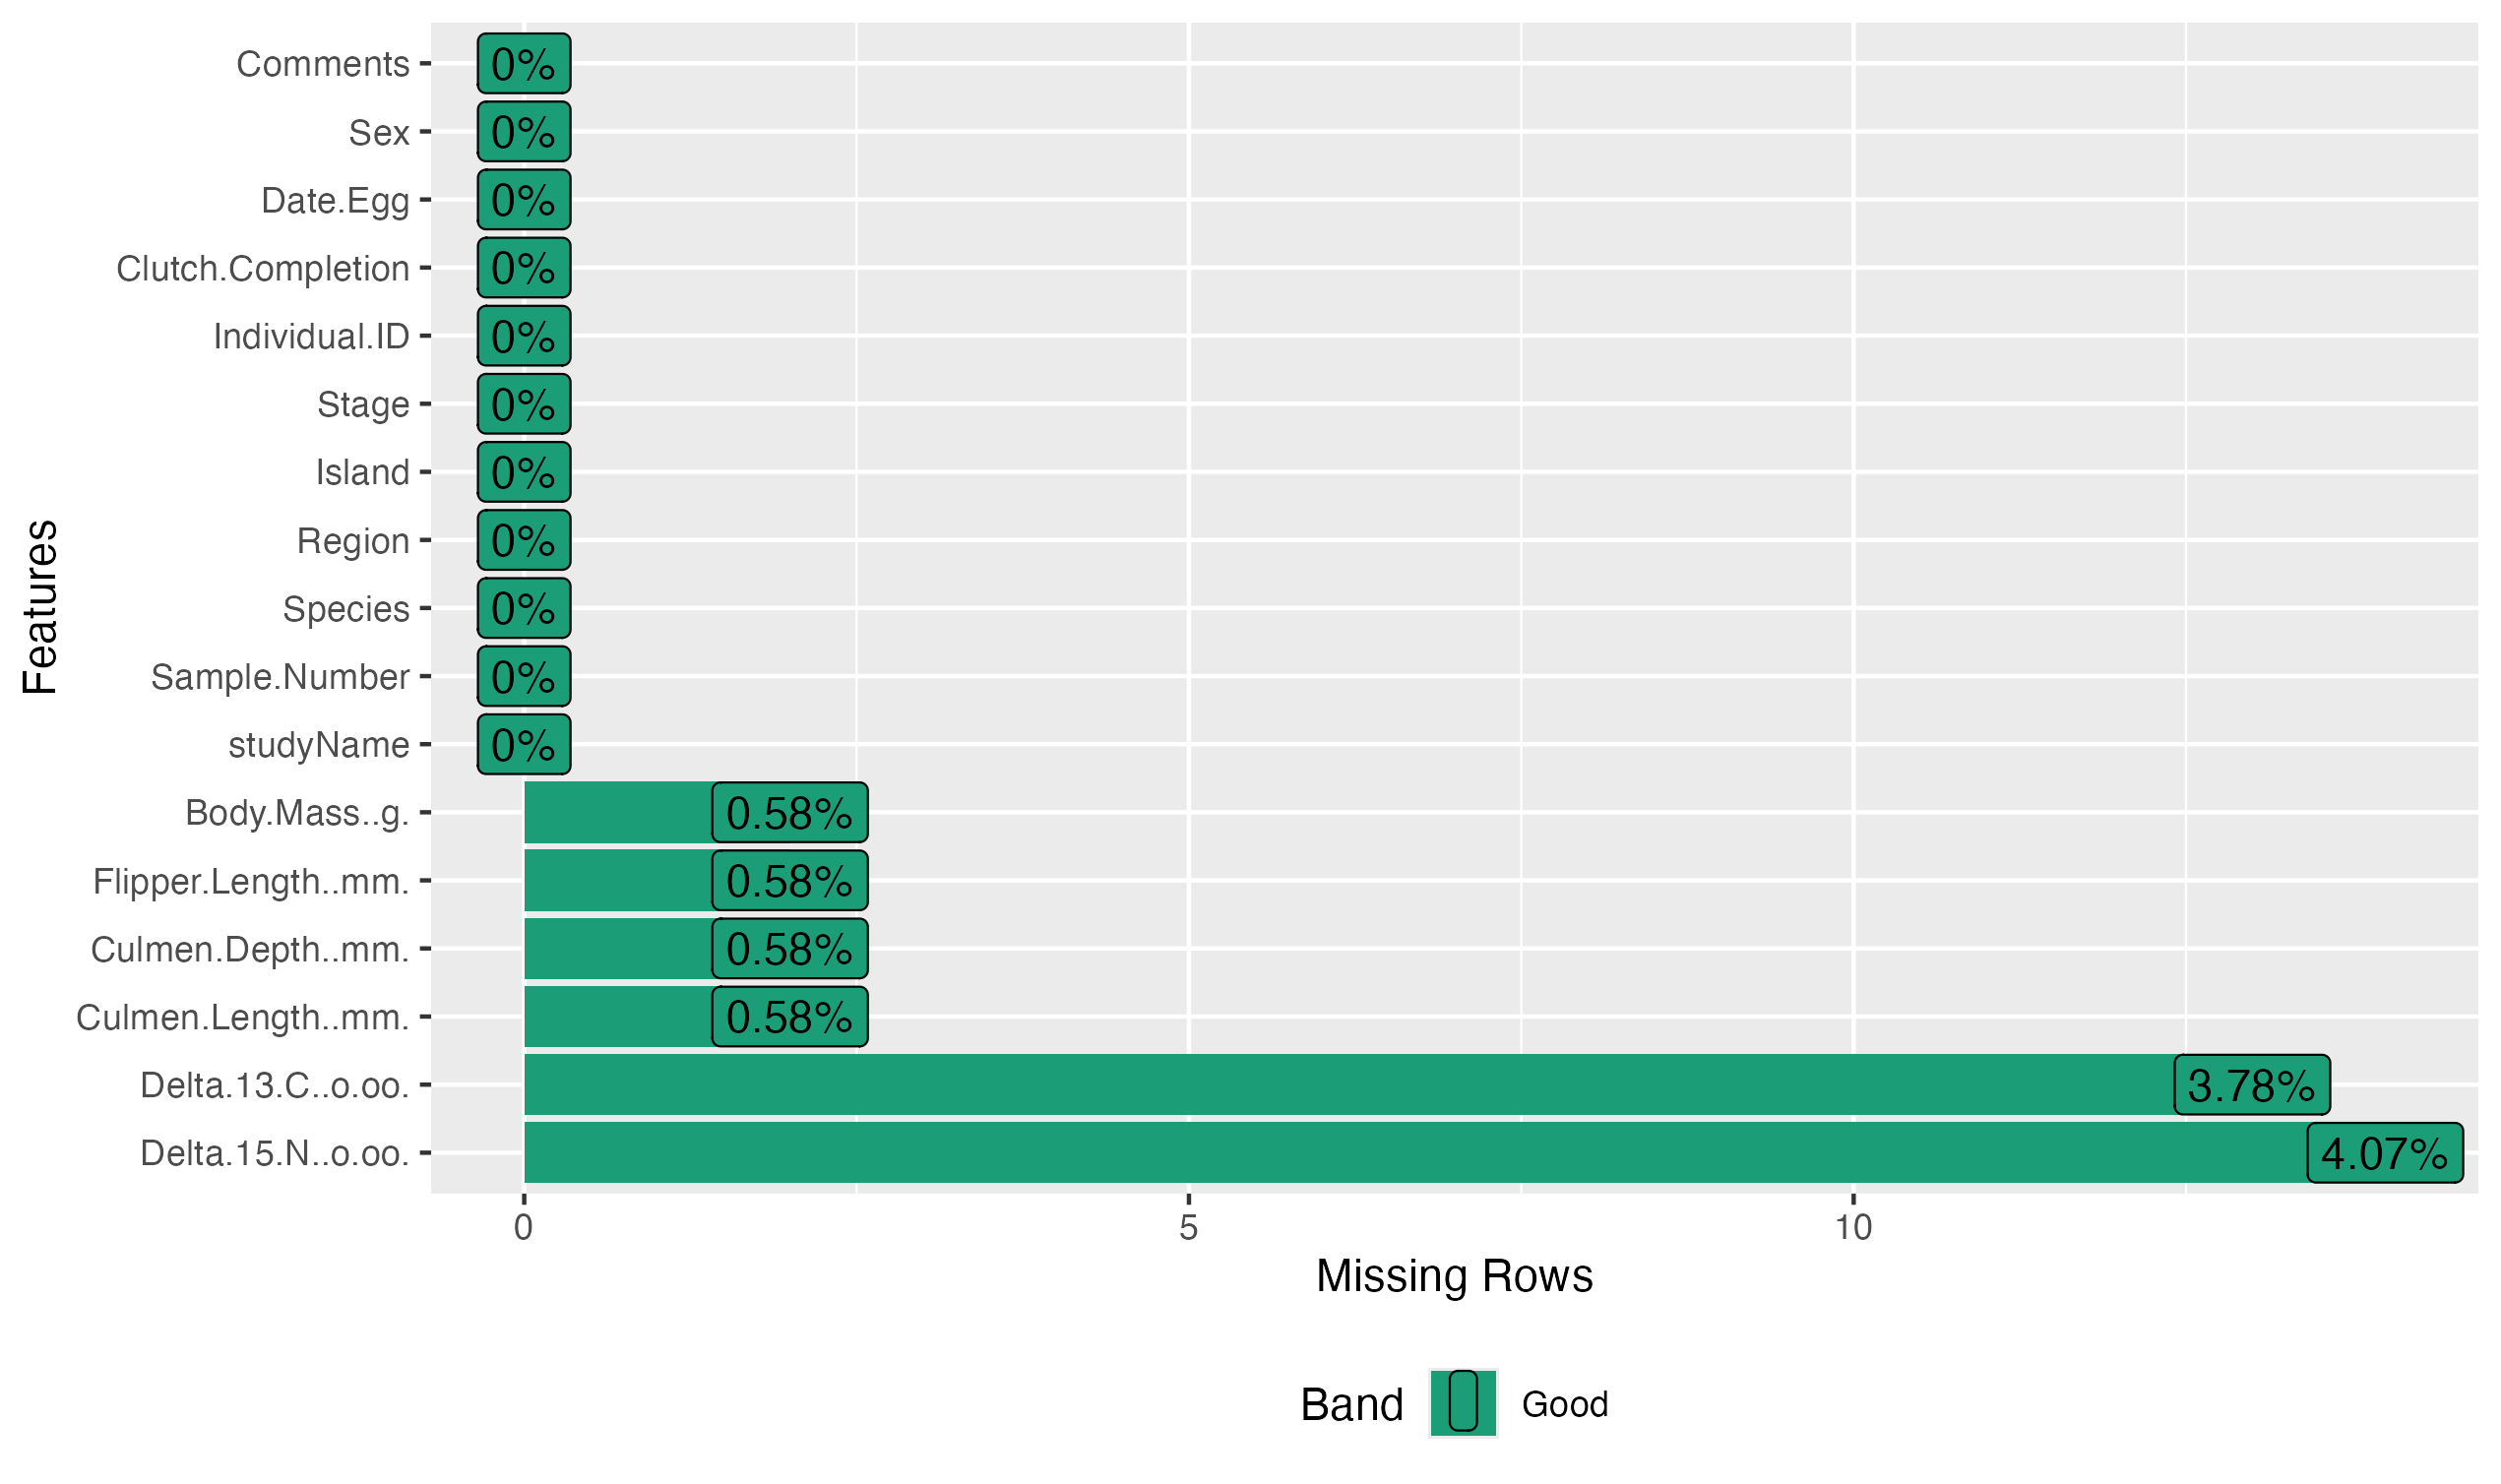 Comments 0%
Sex 0%
Date.Egg 0%
Clutch.Completion 0%
Individual.ID 0%
Stage 0%
Island 0%
Region 0%
Species 0%
Sample.Number 0%
studyName 0%
Body.Mass..g. 0.58%
Flipper.Length..mm. 0.58%
Culmen.Depth..mm. 0.58%
Culmen.Length..mm. 0.58%
Delta.13.C..o.oo. 3.78%
Delta.15.N..o.oo. 4.07%
Features
0 5 10
Missing Rows
Band Good